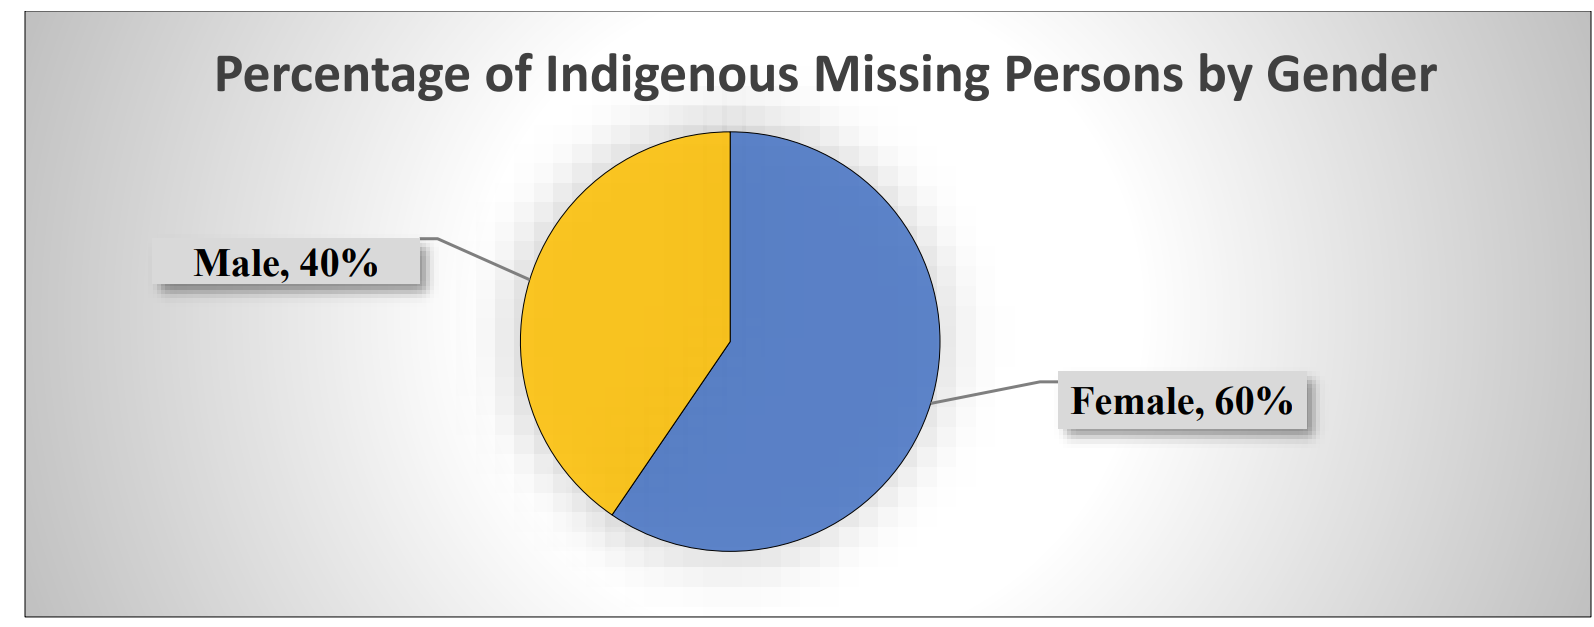 Percentage of Indigenous Missing Persons by Gender
Male, 40%
Female, 60%